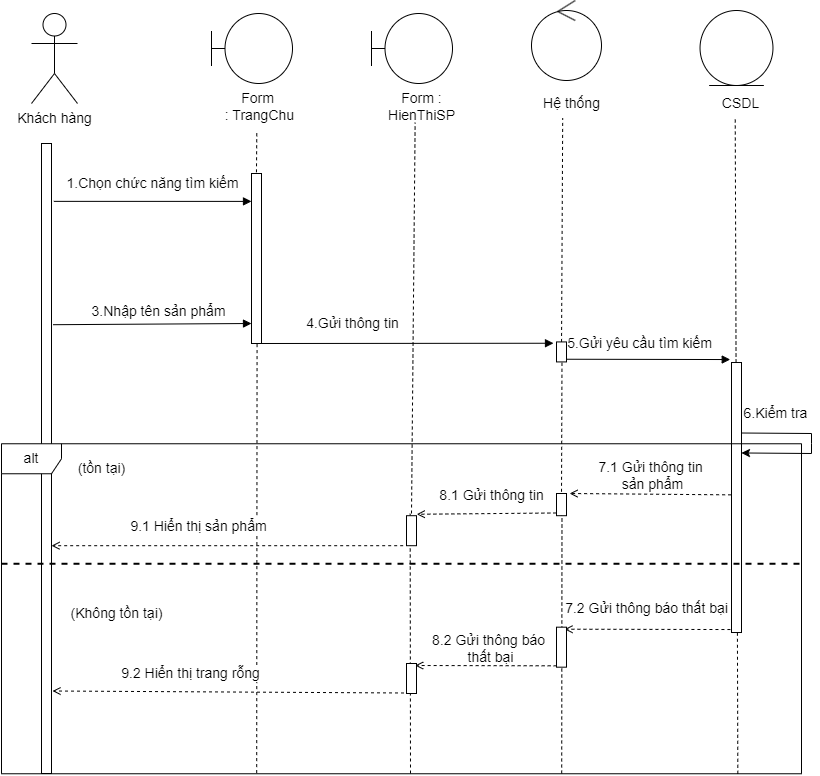 Khách hàng
Form
: TrangChu
Form :
HienThiSP
Hệ thống
CSDL
1.Chọn chức năng tìm kiếm
3.Nhập tên sản phẩm
4.Gửi thông tin
5.Gửi yêu cầu tìm kiếm
6.Kiểm tra
alt
(tồn tại)
7.1 Gửi thông tin
sản phẩm
8.1 Gửi thông tin
9.1 Hiển thị sản phẩm
(Không tồn tại)
7.2 Gửi thông báo thất bại
8.2 Gửi thông báo
thất bại
9.2 Hiển thị trang rỗng